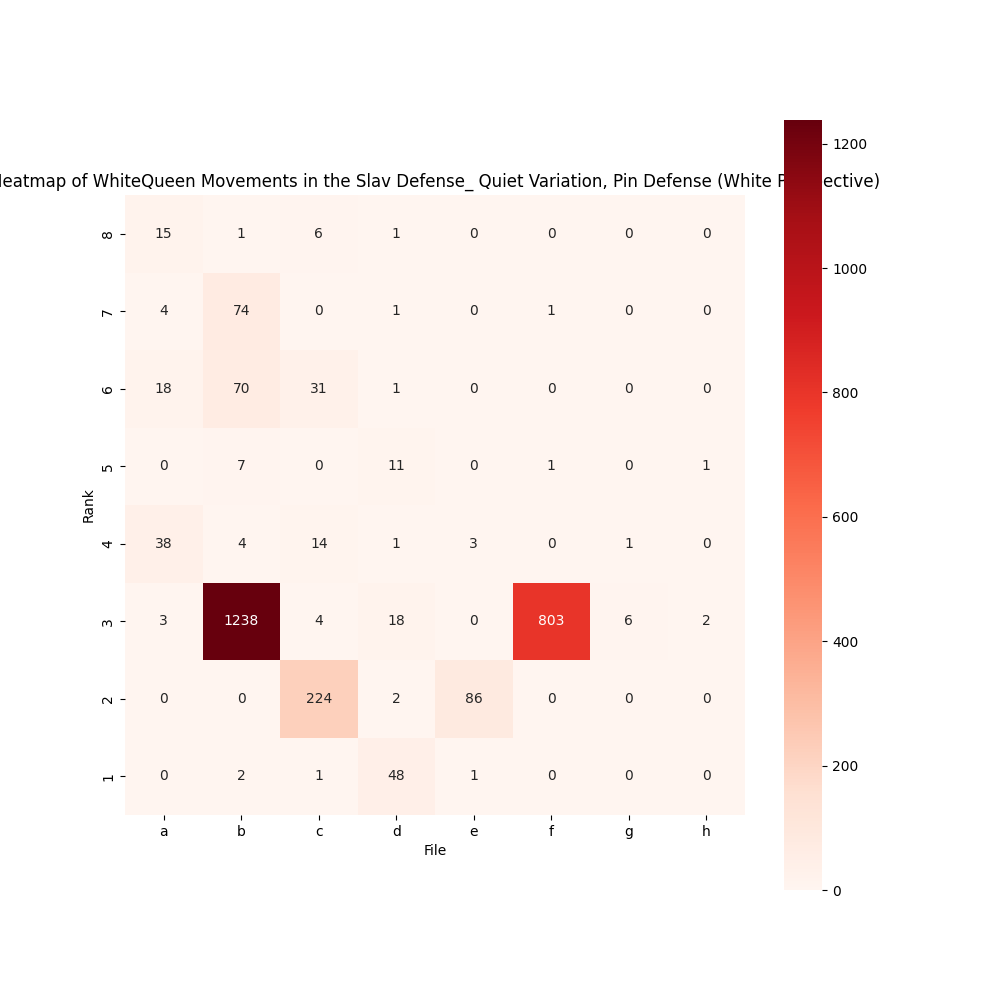 eatmap of WhiteQueen Movements in the Slav Defense_ Quiet Variation, Pin Defense (White P ective)
1200
1000
800
600
400
200
0
Rank
8 15 1 6 1 0 0 0 0
7 4 74 0 1 0 1 0 0
6 18 70 31 1 0 0 0 0
5 0 7 0 11 0 1 0 1
4 38 4 14 1 3 0 1 0
3 3 1238 4 18 0 803 6 2
2 0 0 224 2 86 0 0 0
1 0 2 1 48 1 0 0 0
a b c d e f g h
File